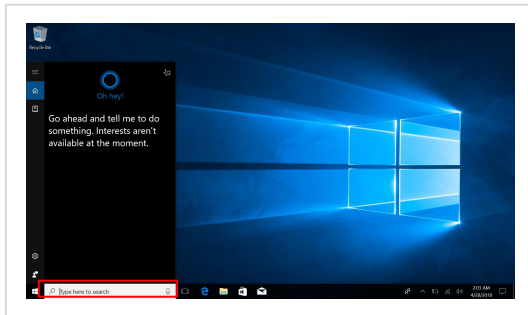 Recycle Bin
Oh hey!
Go ahead and tell me to do
something. Interests aren't
available at the moment.
Type here to search
2:03 AM
4/20/2018